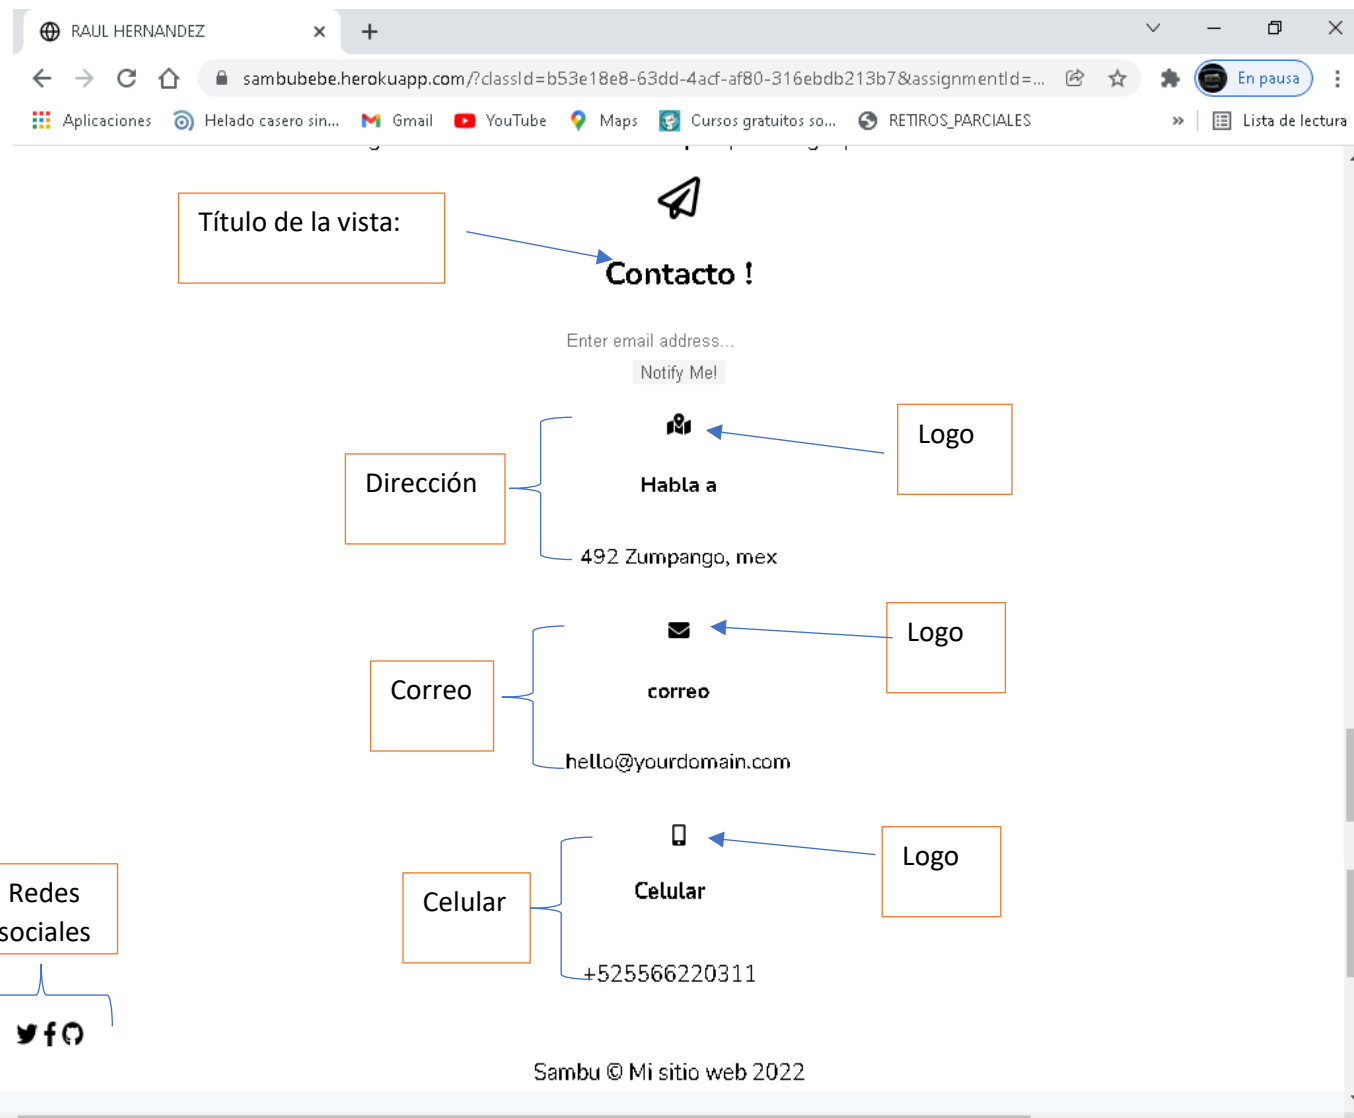 RAUL HERNANDEZ
sambubebe.herokuapp.com/?classId=b53e18e8-63dd-4acf-af80-316ebdb213b7&assignmentId=...
En pausa
Aplicaciones
Helado casero sin...
Gmail
YouTube
Maps
Cursos gratuitos so...
RETIROS_PARCIALES
»
Lista de lectura
Título de la vista:
Contacto !
Enter email address...
Notify Me!
Logo
Dirección
Habla a
492 Zumpango, mex
Logo
Correo
correo
hello@yourdomain.com
Logo
Celular
Celular
+525566220311
Redes
sociales
Sambu © Mi sitio web 2022